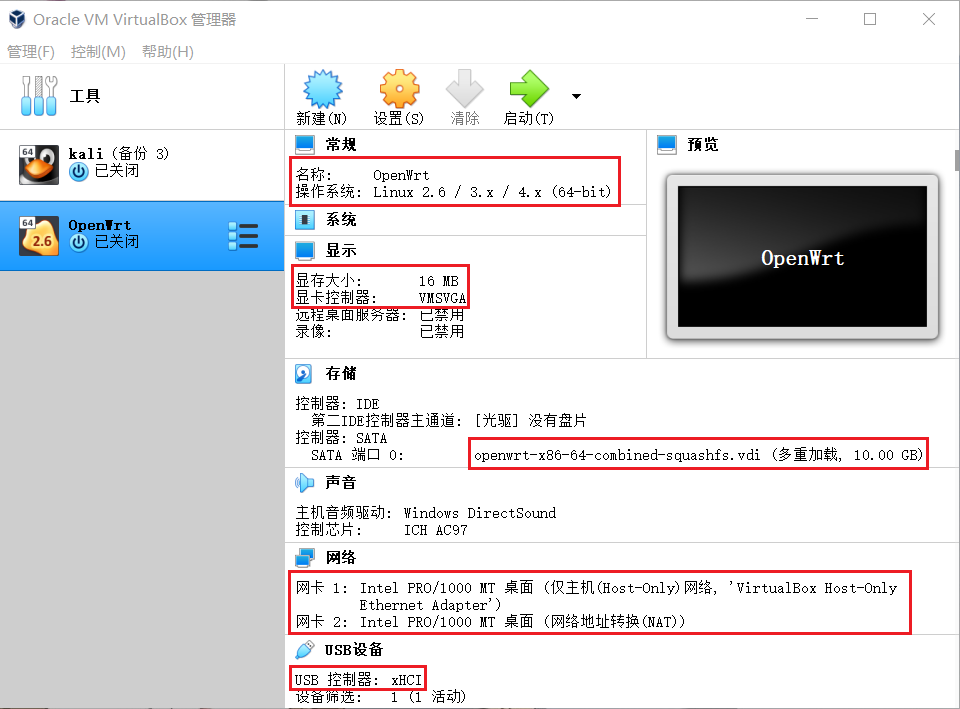 Oracle VM VirtualBox 管理器
管理(F) 控制(M) 帮助(H)
工具
新建(N) 设置(S) 清除 启动(T)
64
kali (备份 3)
已关闭
64
2.6
OpenWrt
已关闭
常规
名称: OpenWrt
操作系统: Linux 2.6 / 3.x / 4.x (64-bit)
系统
显示
显存大小: 16 MB
显卡控制器: VMSVGA
远程桌面服务器: 已禁用
录像: 已禁用
预览
OpenWrt
存储
控制器: IDE
第二IDE控制器主通道: [光驱] 没有盘片
控制器: SATA
SATA 端口 0: openwrt-x86-64-combined-squashfs.vdi (多重加载, 10.00 GB)
声音
主机音频驱动: Windows DirectSound
控制芯片: ICH AC97
网络
网卡 1: Intel PRO/1000 MT 桌面 (仅主机(Host-Only)网络, 'VirtualBox Host-Only
Ethernet Adapter')
网卡 2: Intel PRO/1000 MT 桌面 (网络地址转换(NAT))
USB设备
USB 控制器: xHCI
设备筛选: 1 (1 活动)